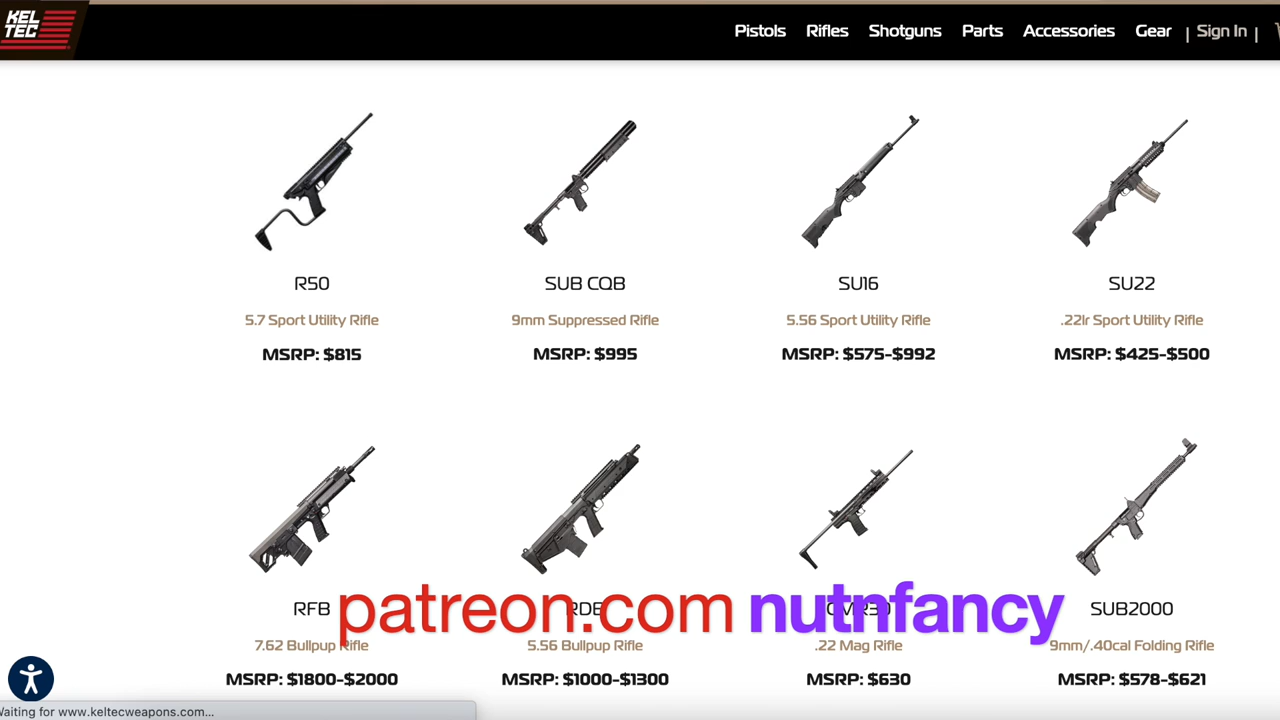 KEL
TEC
Pistols Rifles Shotguns Parts Accessories Gear | Sign In |
R50 SUB CQB SU16 SU22
5.7 Sport Utility Rifle 9mm Suppressed Rifle 5.56 Sport Utility Rifle .22lr Sport Utility Rifle
MSRP: $815 MSRP: $995 MSRP: $575-$992 MSRP: $425-$500
RFB SUB2000
patreon.com nutnfancy
7.62 Bullpup Rifle 5.56 Bullpup Rifle .22 Mag Rifle 9mm/.40cal Folding Rifle
MSRP: $1800-$2000 MSRP: $1000-$1300 MSRP: $630 MSRP: $578-$621
Waiting for www.keltecweapons.com...